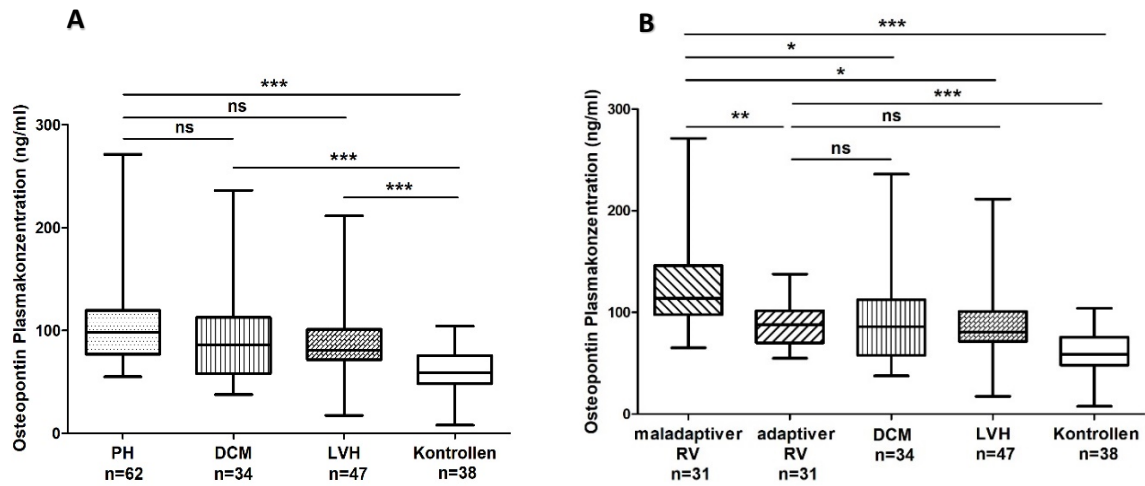 A
Osteopontin Plasmakonzentration (ng/ml)
300
200
100
0
***
ns
ns
***
***
PH
n=62
DCM
n=34
LVH
n=47
Kontrollen
n=38
B
Osteopontin Plasmakonzentration (ng/ml)
300
200
100
0
***
*
*
***
**
ns
ns
maladaptiver
RV
n=31
adaptiver
RV
n=31
DCM
n=34
LVH
n=47
Kontrollen
n=38